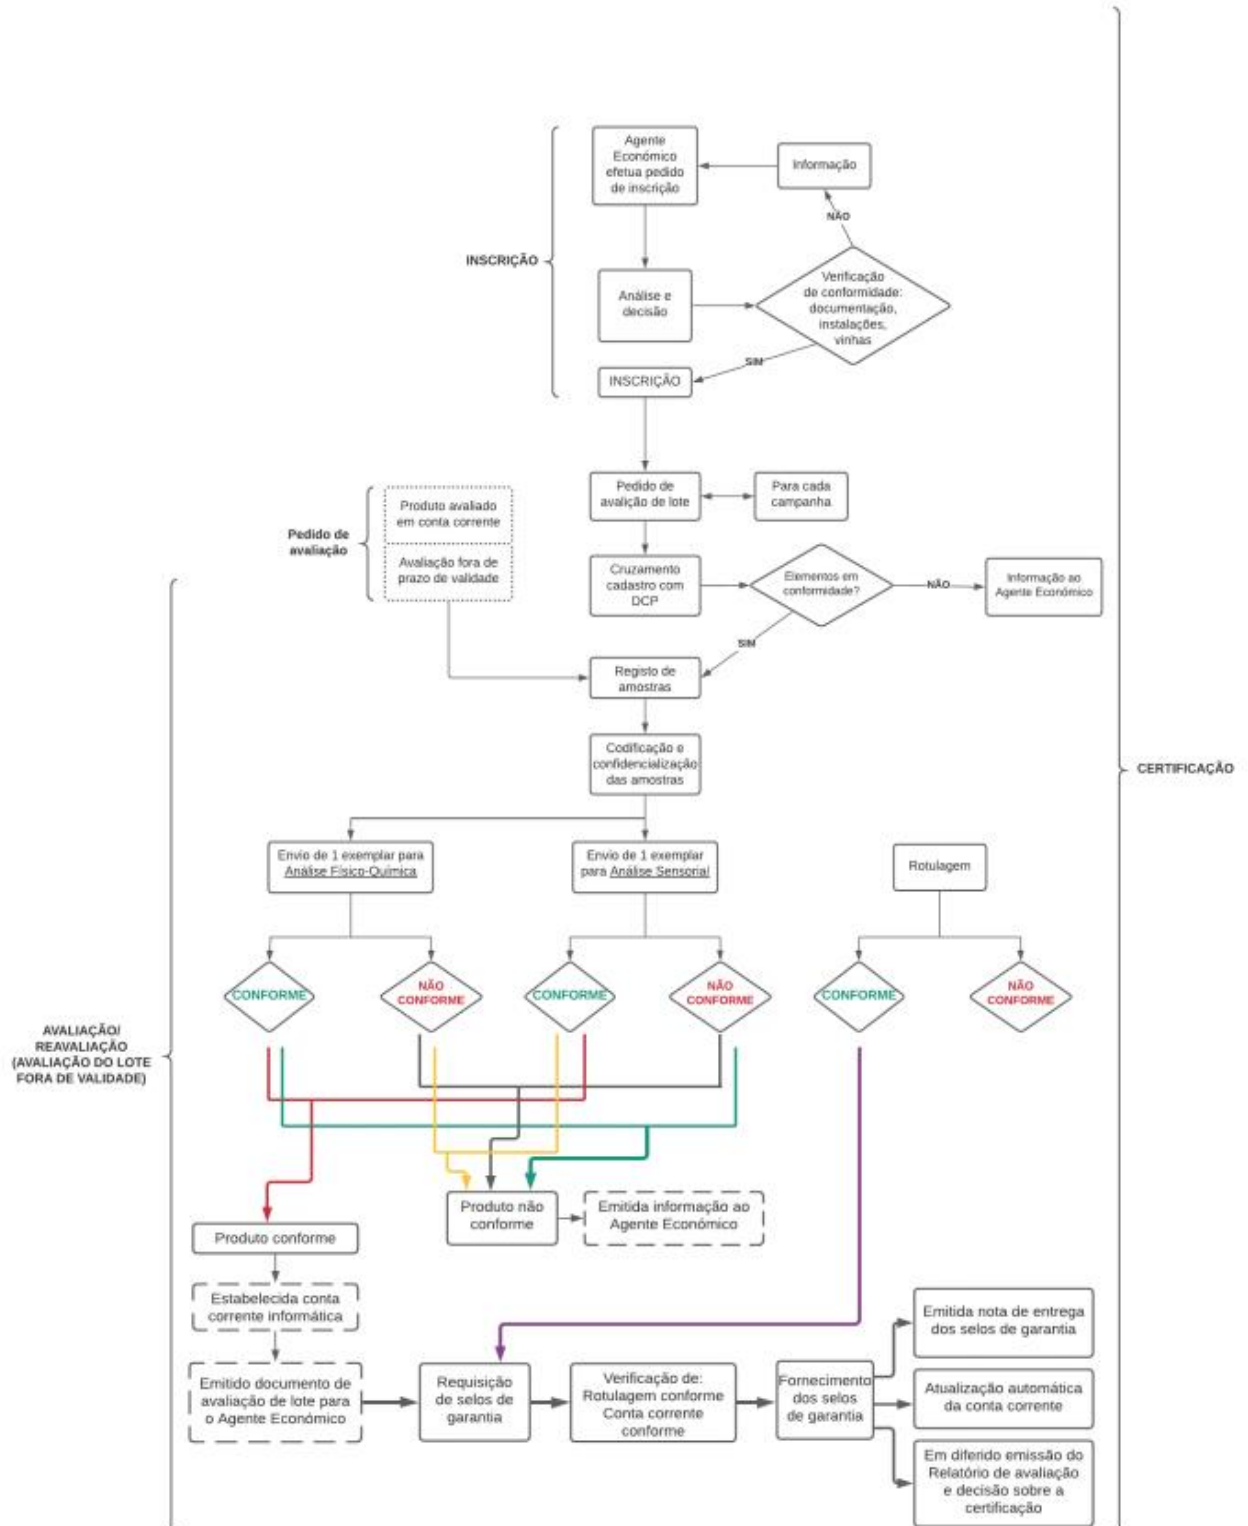 Agente
Económico
efetua pedido
de inscrição
Informação
NÃO
INSCRIÇÃO
Análise e
decisão
Verificação
de conformidade:
documentação,
instalações,
vinhas
SIM
INSCRIÇÃO
Pedido de
avalição de lote
Para cada
campanha
Pedido de
avaliação
Produto avaliado
em conta corrente
Avaliação fora de
prazo de validade
Cruzamento
cadastro com
DCP
Elementos em
conformidade?
NÃO
Informação ao
Agente Económico
SIM
Registo de
amostras
Codificação e
confidencialização
das amostras
CERTIFICAÇÃO
Envio de 1 exemplar para
Análise Físico-Química
Envio de 1 exemplar
para Análise Sensorial
Rotulagem
CONFORME
NÃO
CONFORME
CONFORME
NÃO
CONFORME
CONFORME
NÃO
CONFORME
AVALIAÇÃO/
REAVALIAÇÃO
(AVALIAÇÃO DO LOTE
FORA DE VALIDADE)
Produto não
conforme
Emitida informação ao
Agente Económico
Produto conforme
Estabelecida conta
corrente informática
Emitido documento de
avaliação de lote para
o Agente Económico
Requisição
de selos de
garantia
Verificação de:
Rotulagem conforme
Conta corrente
conforme
Fornecimento
dos selos
de garantia
Emitida nota de entrega
dos selos de garantia
Atualização automática
da conta corrente
Em diferido emissão do
Relatório de avaliação
e decisão sobre a
certificação